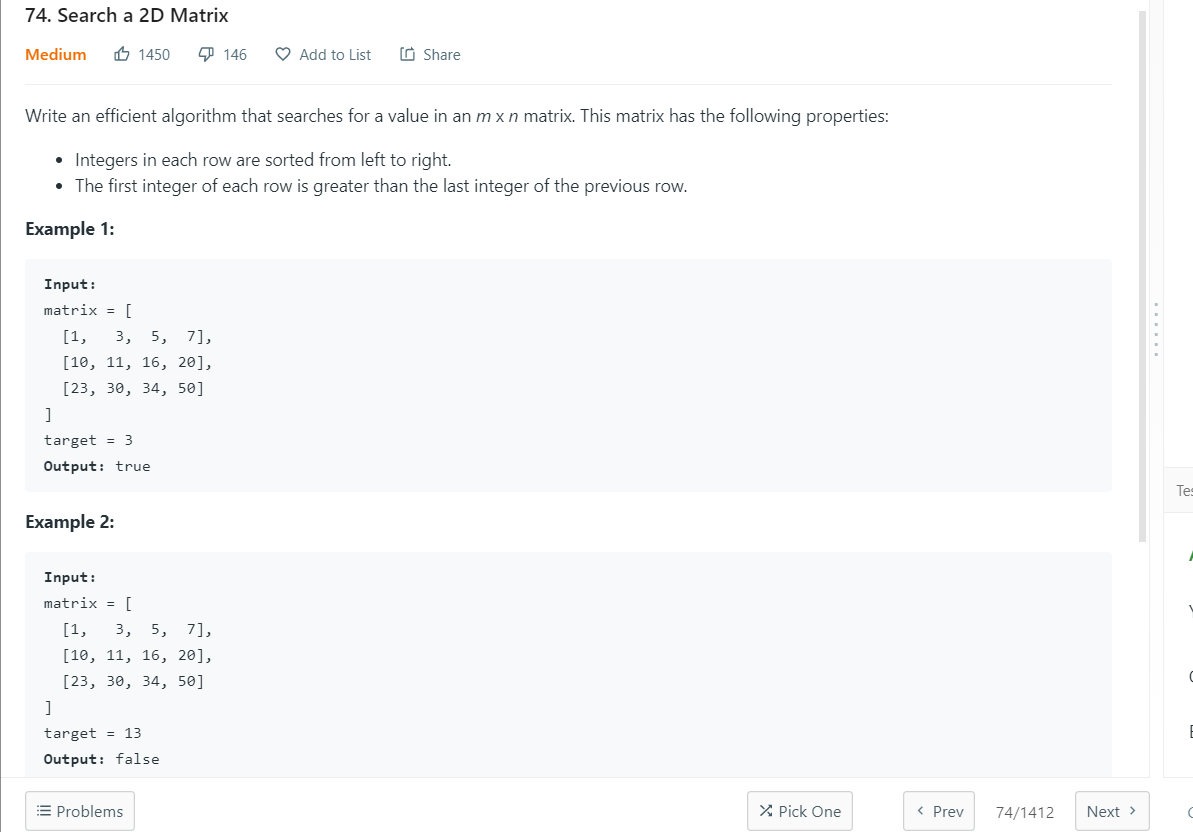 74. Search a 2D Matrix
Medium 1450 146 Add to List Share
Write an efficient algorithm that searches for a value in an m x n matrix. This matrix has the following properties:
• Integers in each row are sorted from left to right.
• The first integer of each row is greater than the last integer of the previous row.
Example 1:
Input:
matrix = [
  [1,   3,  5,  7],
  [10, 11, 16, 20],
  [23, 30, 34, 50]
]
target = 3
Output: true
Example 2:
Input:
matrix = [
  [1,   3,  5,  7],
  [10, 11, 16, 20],
  [23, 30, 34, 50]
]
target = 13
Output: false
Problems Pick One Prev 74/1412 Next